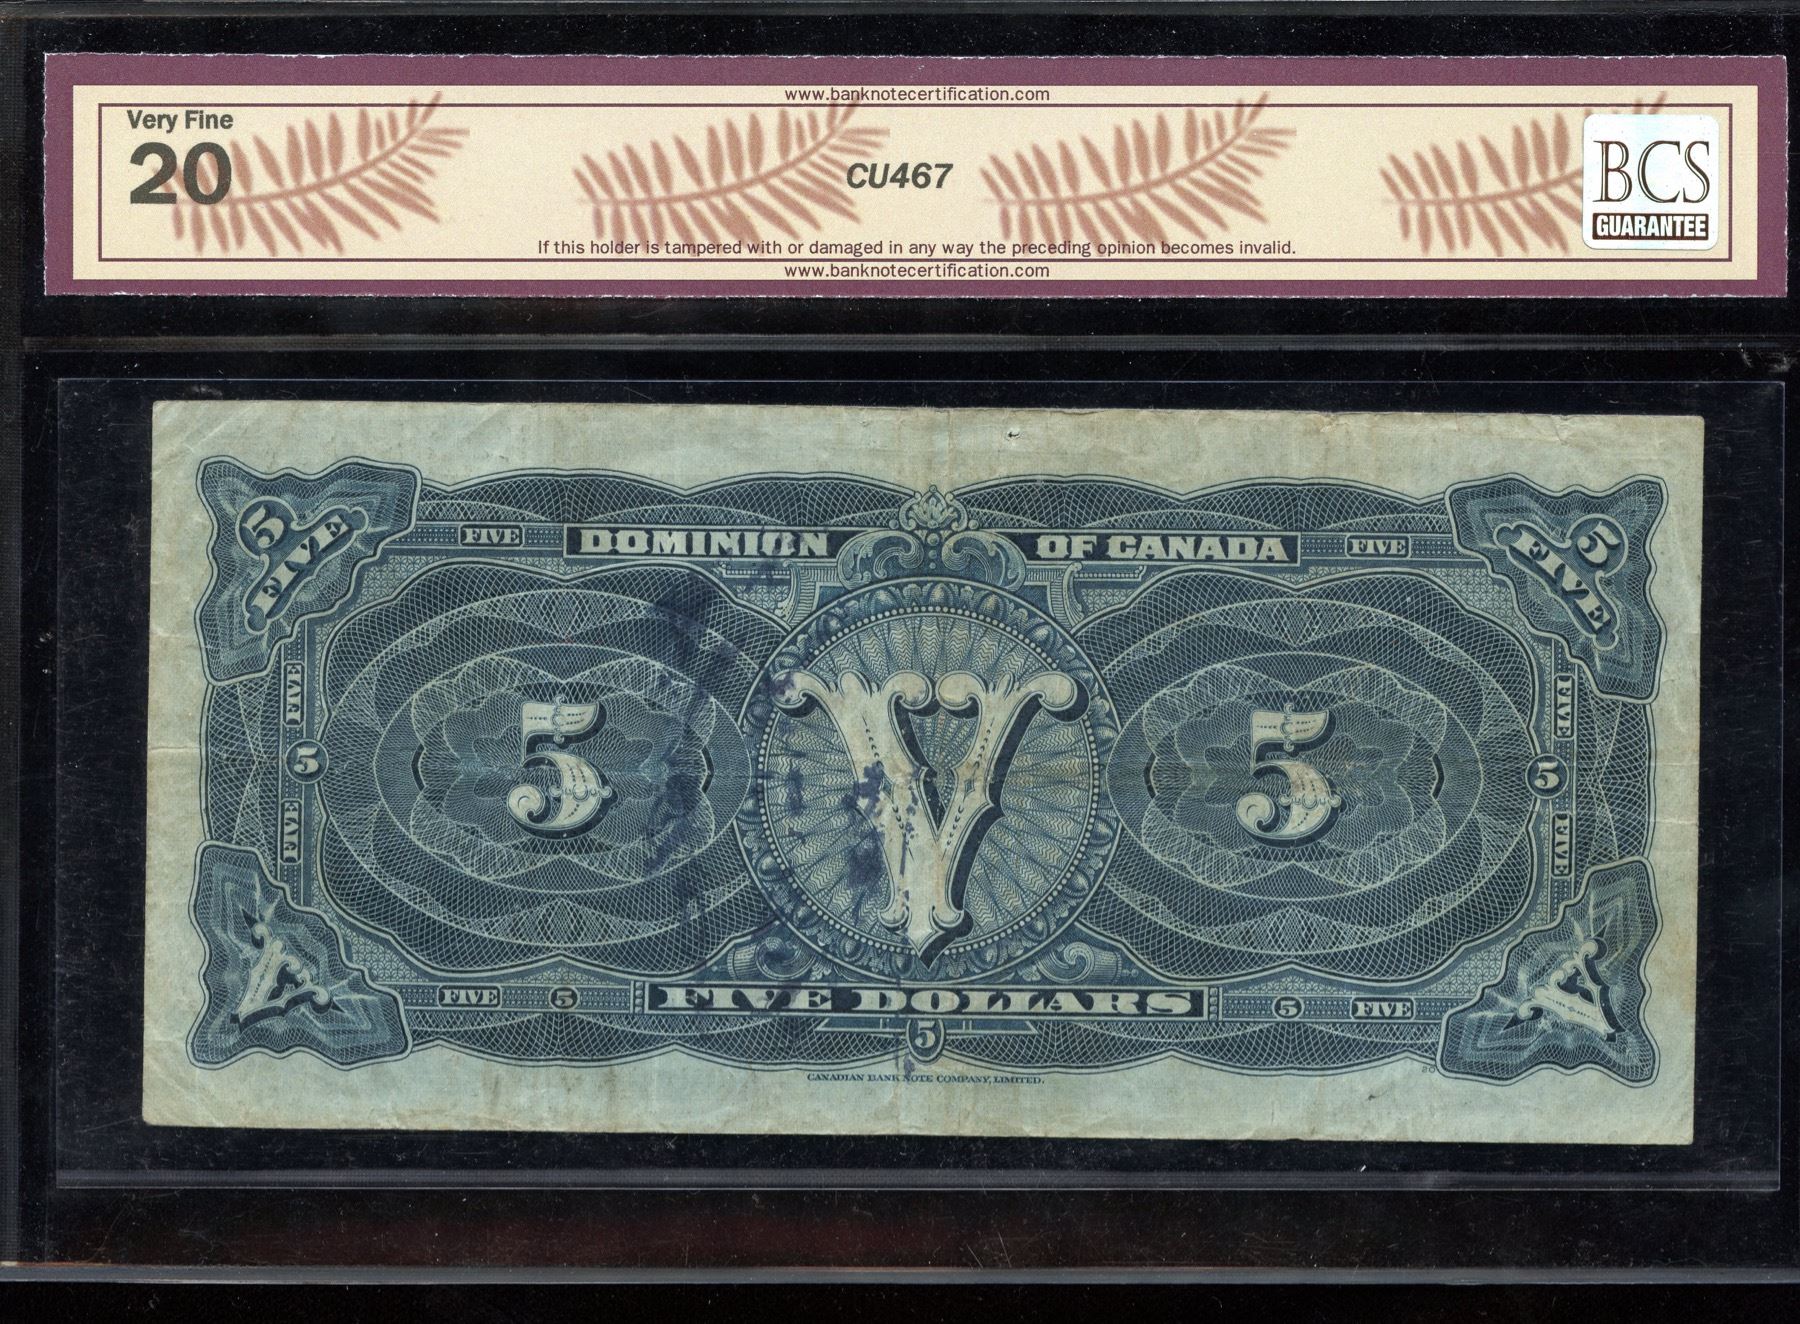 www.banknotecertification.com
Very Fine
20
CU467
BCS
GUARANTEE
If this holder is tampered with or damaged in any way the preceding opinion becomes invalid.
www.banknotecertification.com
5 FIVE
5 FIVE
FIVE DOMINION OF CANADA FIVE
FIVE
FIVE
5 5 V 5 5
FIVE
FIVE
V
V
FIVE 5 FIVE DOLLARS 5 FIVE
5
CANADIAN BANK NOTE COMPANY, LIMITED.